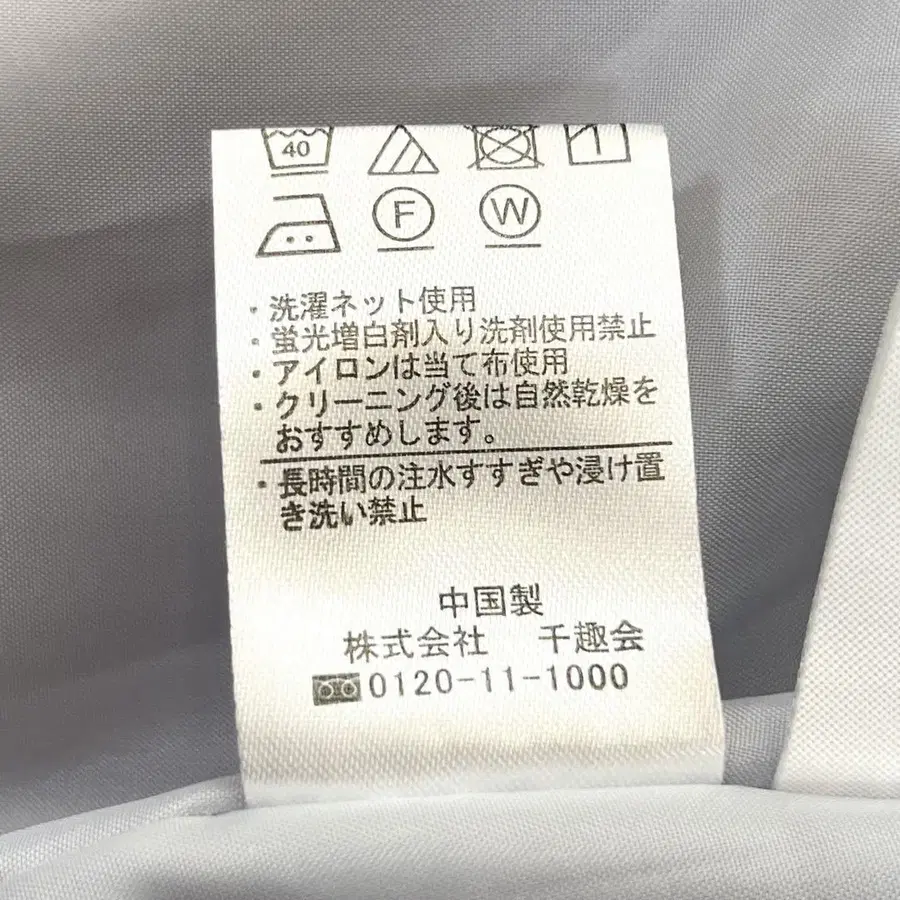 40
F W
・洗濯ネット使用
・蛍光増白剤入り洗剤使用禁止
・アイロンは当て布使用
・クリーニング後は自然乾燥を
おすすめします。
・長時間の注水すすぎや浸け置
き洗い禁止
中国製
株式会社 千趣会
0120-11-1000